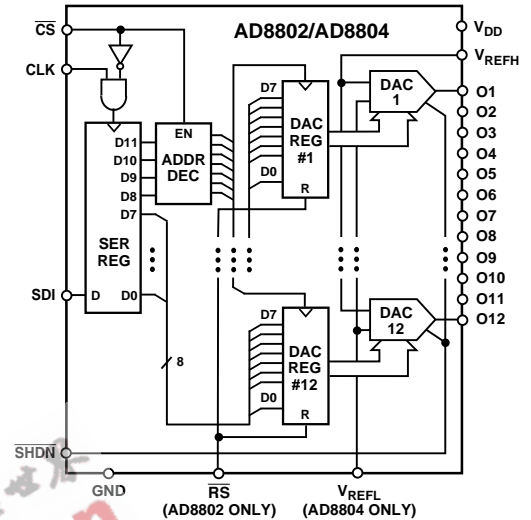 AD8802/AD8804
CS
CLK
SDI
SHDN
GND
RS
(AD8802 ONLY)
VREFL
(AD8804 ONLY)
VDD
VREFH
O1
O2
O3
O4
O5
O6
O7
O8
O9
O10
O11
O12
EN
ADDR
DEC
D11
D10
D9
D8
D7
SER
REG
D
D0
8
D7
DAC
REG
#1
D0
R
DAC
1
D7
DAC
REG
#12
D0
R
DAC
12